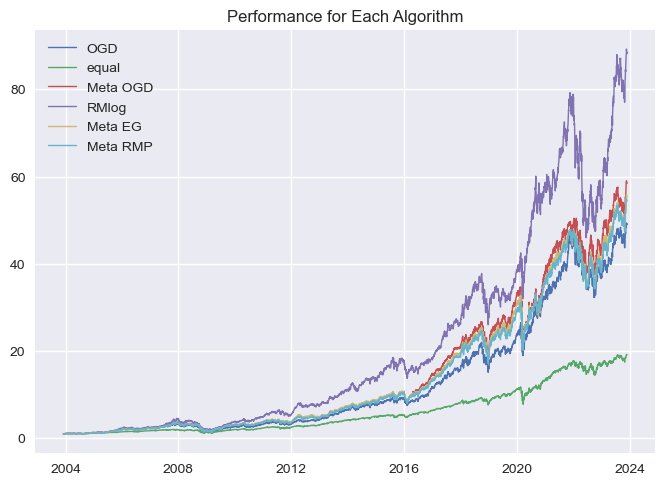 Performance for Each Algorithm
OGD
equal
Meta OGD
RMlog
Meta EG
Meta RMP
80
60
40
20
0
2004
2008
2012
2016
2020
2024